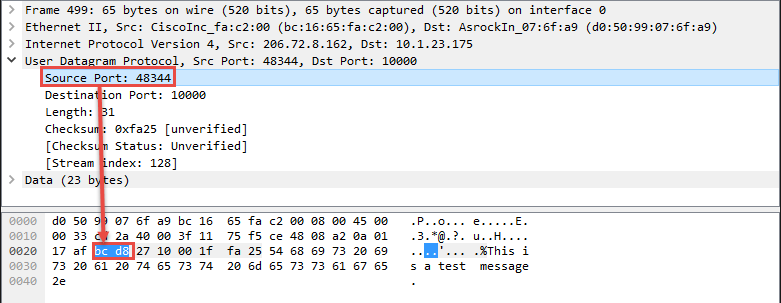 Frame 499: 65 bytes on wire (520 bits), 65 bytes captured (520 bits) on interface 0
Ethernet II, Src: CiscoInc_fa:c2:00 (bc:16:65:fa:c2:00), Dst: AsrockIn_07:6f:a9 (d0:50:99:07:6f:a9)
Internet Protocol Version 4, Src: 206.72.8.162, Dst: 10.1.23.175
User Datagram Protocol, Src Port: 48344, Dst Port: 10000
Source Port: 48344
Destination Port: 10000
Length: 31
Checksum: 0xfa25 [unverified]
[Checksum Status: Unverified]
[Stream index: 128]
Data (23 bytes)
0000 d0 50 99 07 6f a9 bc 16 65 fa c2 00 08 00 45 00 .P..o... e.....E.
0010 00 33 2a 40 00 3f 11 75 f5 ce 48 08 a2 0a 01 .3.*@.?. u..H....
0020 17 af bc d8 27 10 00 1f fa 25 54 68 69 73 20 69 ....'... .%This i
0030 73 20 61 20 74 65 73 74 20 6d 65 73 73 61 67 65 s a test message
0040 2e .